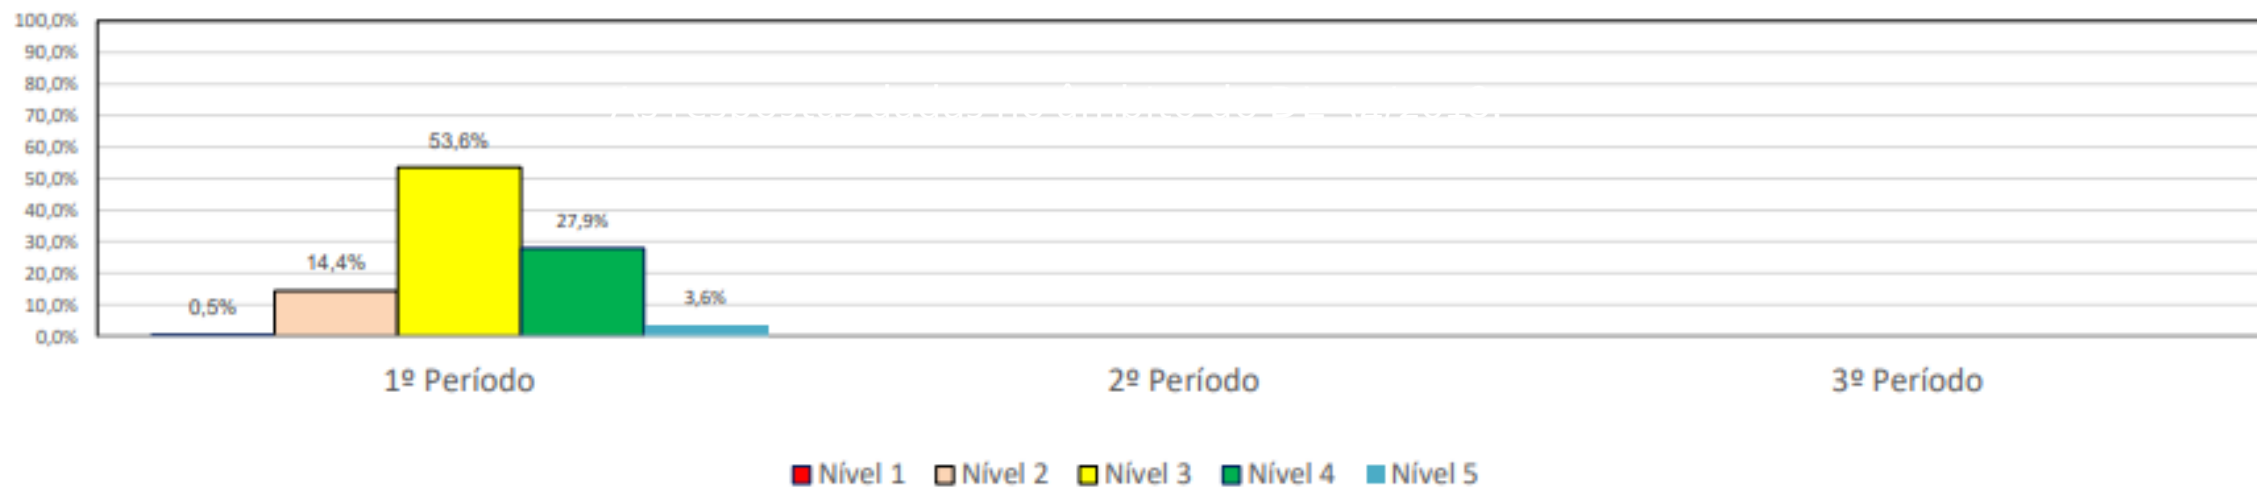 100,0%
90,0%
80,0%
70,0%
60,0%
50,0%
40,0%
30,0%
20,0%
10,0%
0,0%
0,5%
14,4%
53,6%
27,9%
3,6%
1º Período
2º Período
3º Período
Nível 1
Nível 2
Nível 3
Nível 4
Nível 5